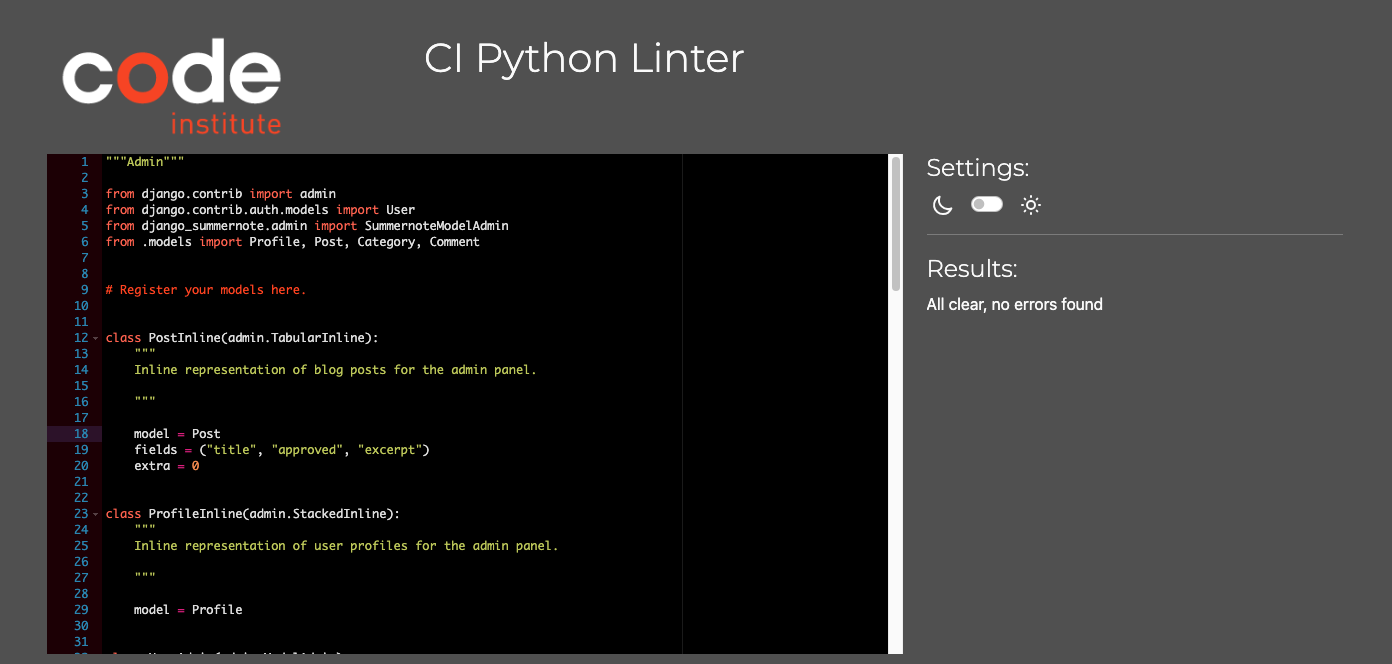 code
institute
CI Python Linter
1 """Admin"""
2
3 from django.contrib import admin
4 from django.contrib.auth.models import User
5 from django_summernote.admin import SummernoteModelAdmin
6 from .models import Profile, Post, Category, Comment
7
8
9 # Register your models here.
10
11
12 class PostInline(admin.TabularInline):
13     """
14     Inline representation of blog posts for the admin panel.
15
16     """
17
18     model = Post
19     fields = ("title", "approved", "excerpt")
20     extra = 0
21
22
23 class ProfileInline(admin.StackedInline):
24     """
25     Inline representation of user profiles for the admin panel.
26
27     """
28
29     model = Profile
30
31
Settings:
Results:
All clear, no errors found